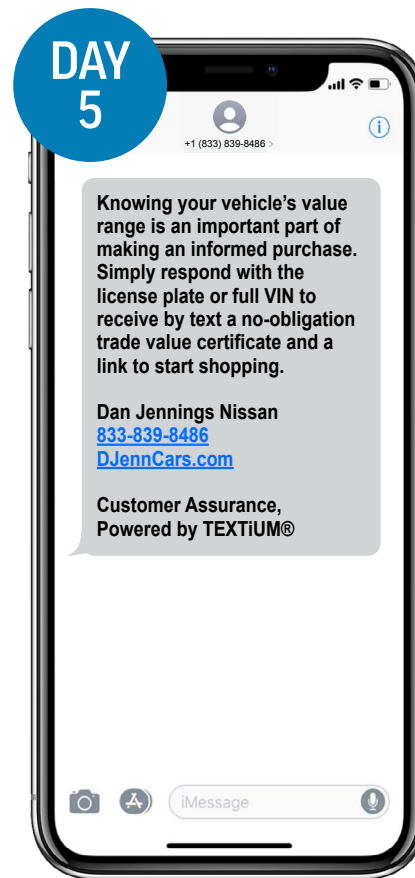 DAY
5
+1 (833) 839-8486 >
Knowing your vehicle’s value
range is an important part of
making an informed purchase.
Simply respond with the
license plate or full VIN to
receive by text a no-obligation
trade value certificate and a
link to start shopping.
Dan Jennings Nissan
833-839-8486
DJennCars.com
Customer Assurance,
Powered by TEXTiUM®
iMessage